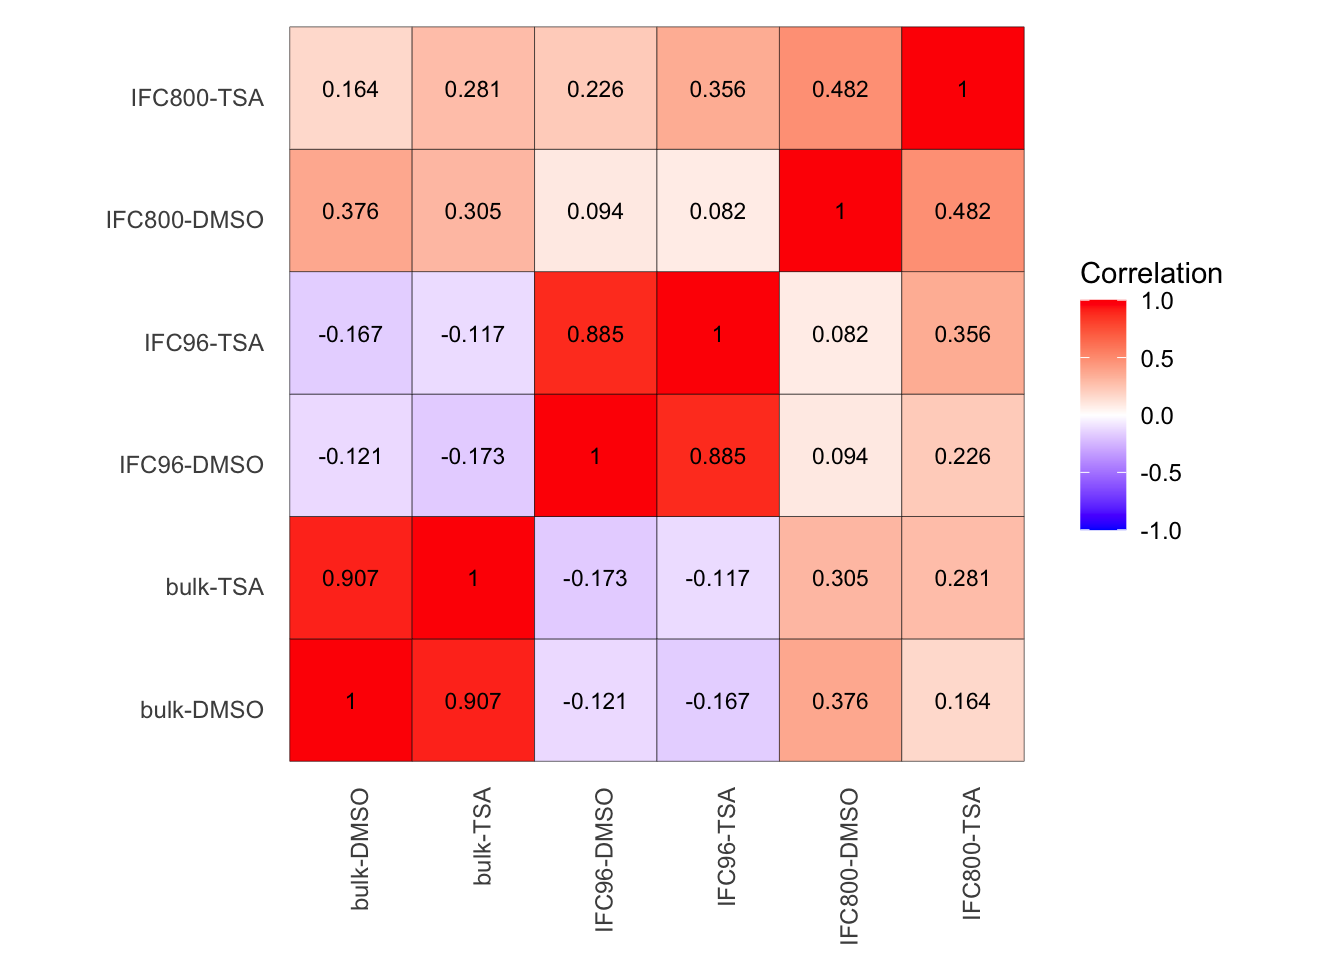 IFC800-TSA 0.164 0.281 0.226 0.356 0.482 1
IFC800-DMSO 0.376 0.305 0.094 0.082 1 0.482
IFC96-TSA -0.167 -0.117 0.885 1 0.082 0.356
IFC96-DMSO -0.121 -0.173 1 0.885 0.094 0.226
bulk-TSA 0.907 1 -0.173 -0.117 0.305 0.281
bulk-DMSO 1 0.907 -0.121 -0.167 0.376 0.164
bulk-DMSO
bulk-TSA
IFC96-DMSO
IFC96-TSA
IFC800-DMSO
IFC800-TSA
Correlation
1.0
0.5
0.0
-0.5
-1.0